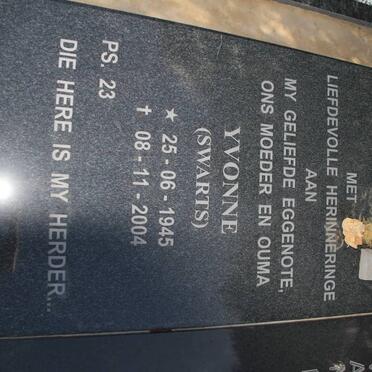 MET
LIEFDEVOLLE HERINNERINGE
AAN
MY GELIEFDE EGGENOTE,
ONS MOEDER EN OUMA
YVONNE
(SWARTS)
★ 25 - 06 - 1945
† 08 - 11 - 2004
PS. 23
DIE HERE IS MY HERDER...